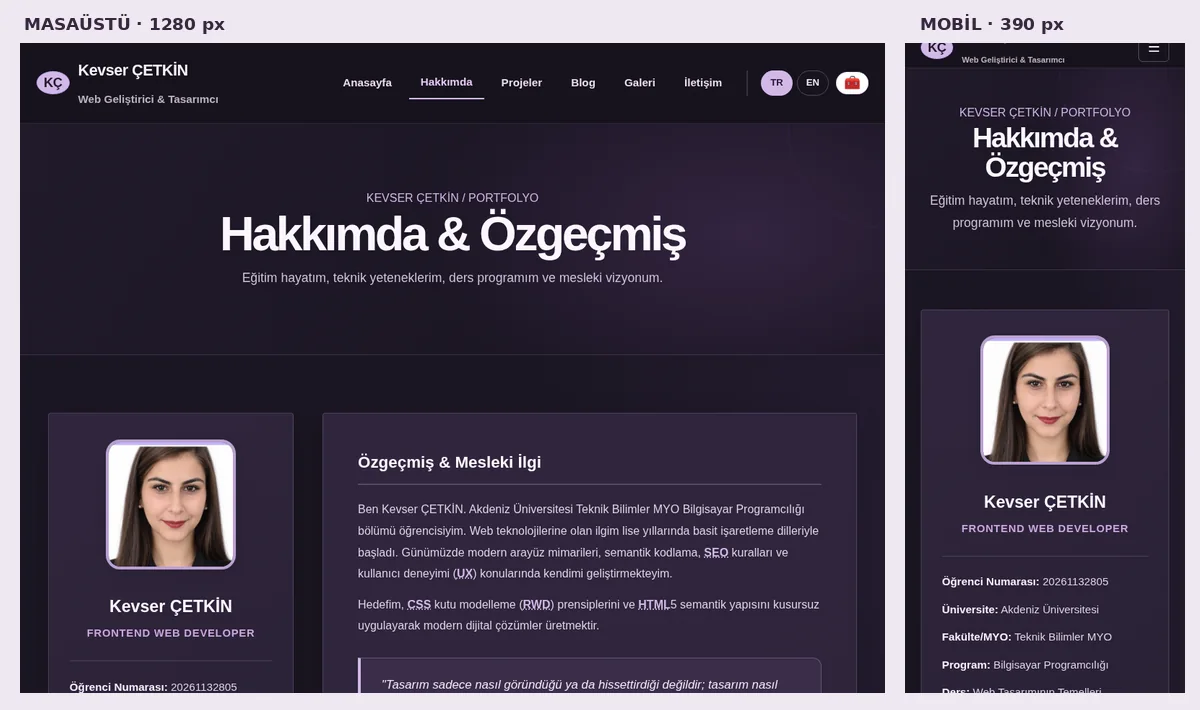 MASAÜSTÜ · 1280 px
KÇ
Kevser ÇETKİN
Web Geliştirici & Tasarımcı
Anasayfa
Hakkımda
Projeler
Blog
Galeri
İletişim
TR
EN
KEVSER ÇETKİN / PORTFOLYO
Hakkımda & Özgeçmiş
Eğitim hayatım, teknik yeteneklerim, ders programım ve mesleki vizyonum.
Kevser ÇETKİN
FRONTEND WEB DEVELOPER
Öğrenci Numarası: 20261132805
Özgeçmiş & Mesleki İlgi
Ben Kevser ÇETKİN. Akdeniz Üniversitesi Teknik Bilimler MYO Bilgisayar Programcılığı
bölümü öğrencisiyim. Web teknolojilerine olan ilgim lise yıllarında basit işaretleme dilleriyle
başladı. Günümüzde modern arayüz mimarileri, semantik kodlama, SEO kuralları ve
kullanıcı deneyimi (UX) konularında kendimi geliştirmekteyim.
Hedefim, CSS kutu modelleme (RWD) prensiplerini ve HTML5 semantik yapısını kusursuz
uygulayarak modern dijital çözümler üretmektir.
"Tasarım sadece nasıl göründüğü ya da hissettirdiği değildir; tasarım nasıl
MOBİL · 390 px
KÇ
Web Geliştirici & Tasarımcı
KEVSER ÇETKİN / PORTFOLYO
Hakkımda &
Özgeçmiş
Eğitim hayatım, teknik yeteneklerim, ders
programım ve mesleki vizyonum.
Kevser ÇETKİN
FRONTEND WEB DEVELOPER
Öğrenci Numarası: 20261132805
Üniversite: Akdeniz Üniversitesi
Fakülte/MYO: Teknik Bilimler MYO
Program: Bilgisayar Programcılığı
Ders: Web Tasarımının Temelleri